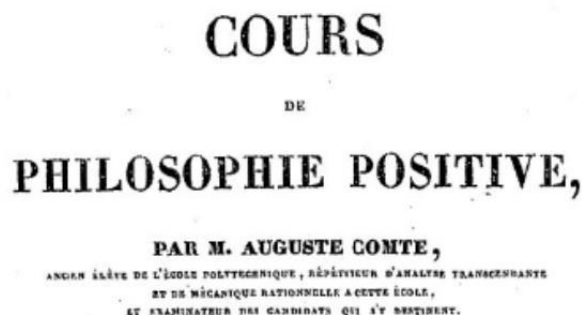 COURS
DE
PHILOSOPHIE POSITIVE,
PAR M. AUGUSTE COMTE,
ANCIEN ÉLÈVE DE L'ÉCOLE POLYTECHNIQUE, RÉPÉTITEUR D'ANALYSE TRANSCENDANTE
ET DE MÉCANIQUE RATIONNELLE A CETTE ÉCOLE,
ET EXAMINATEUR DES CANDIDATS QUI S'Y DESTINENT.